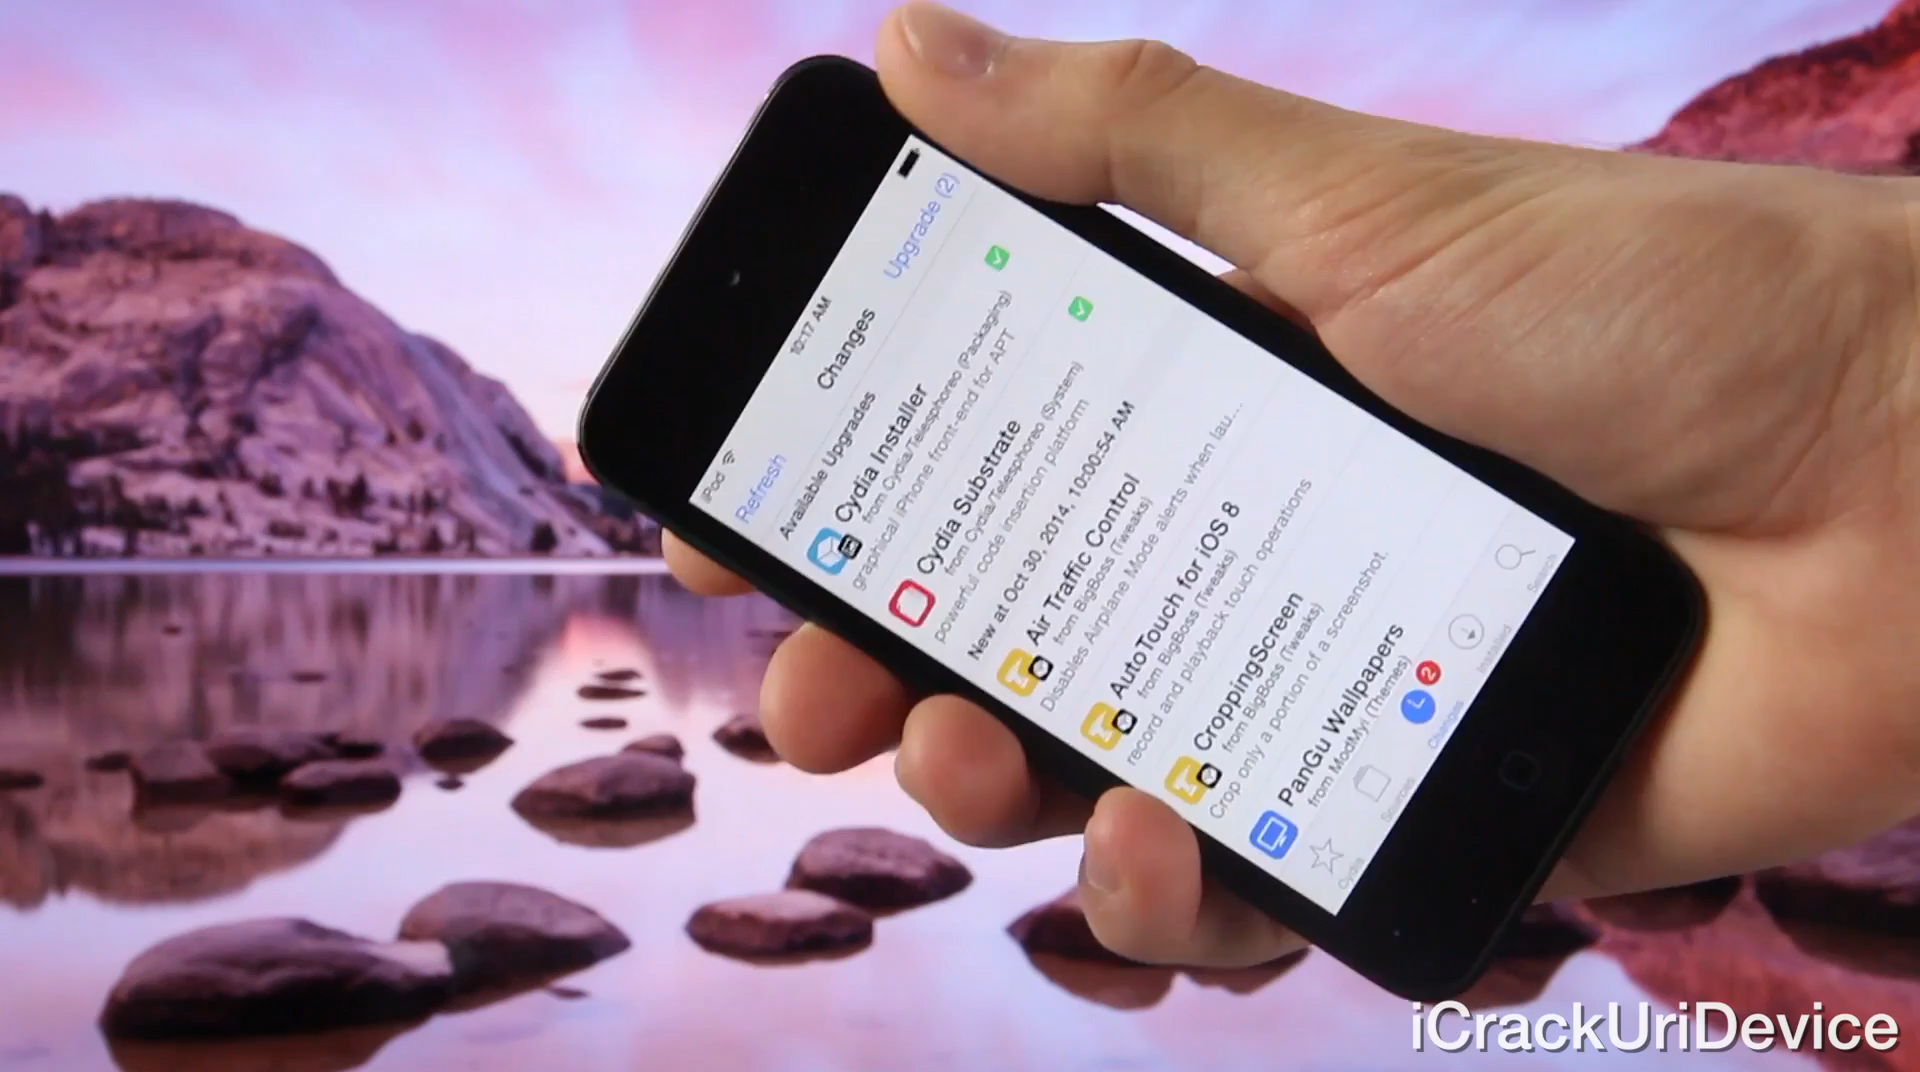 iPod
10:17 AM
Refresh
Changes
Upgrade (2)
Available Upgrades
Cydia Installer
from Cydia/Telesphoreo (Packaging)
graphical iPhone front-end for APT
Cydia Substrate
from Cydia/Telesphoreo (System)
powerful code insertion platform
New at Oct 30, 2014, 10:00:54 AM
Air Traffic Control
from BigBoss (Tweaks)
Disables Airplane Mode alerts when lau...
AutoTouch for iOS 8
from BigBoss (Tweaks)
record and playback touch operations
CroppingScreen
from BigBoss (Tweaks)
Crop only a portion of a screenshot.
PanGu Wallpapers
from ModMyi (Themes)
2
Cydia
Sources
Changes
Installed
Search
iCrackUriDevice